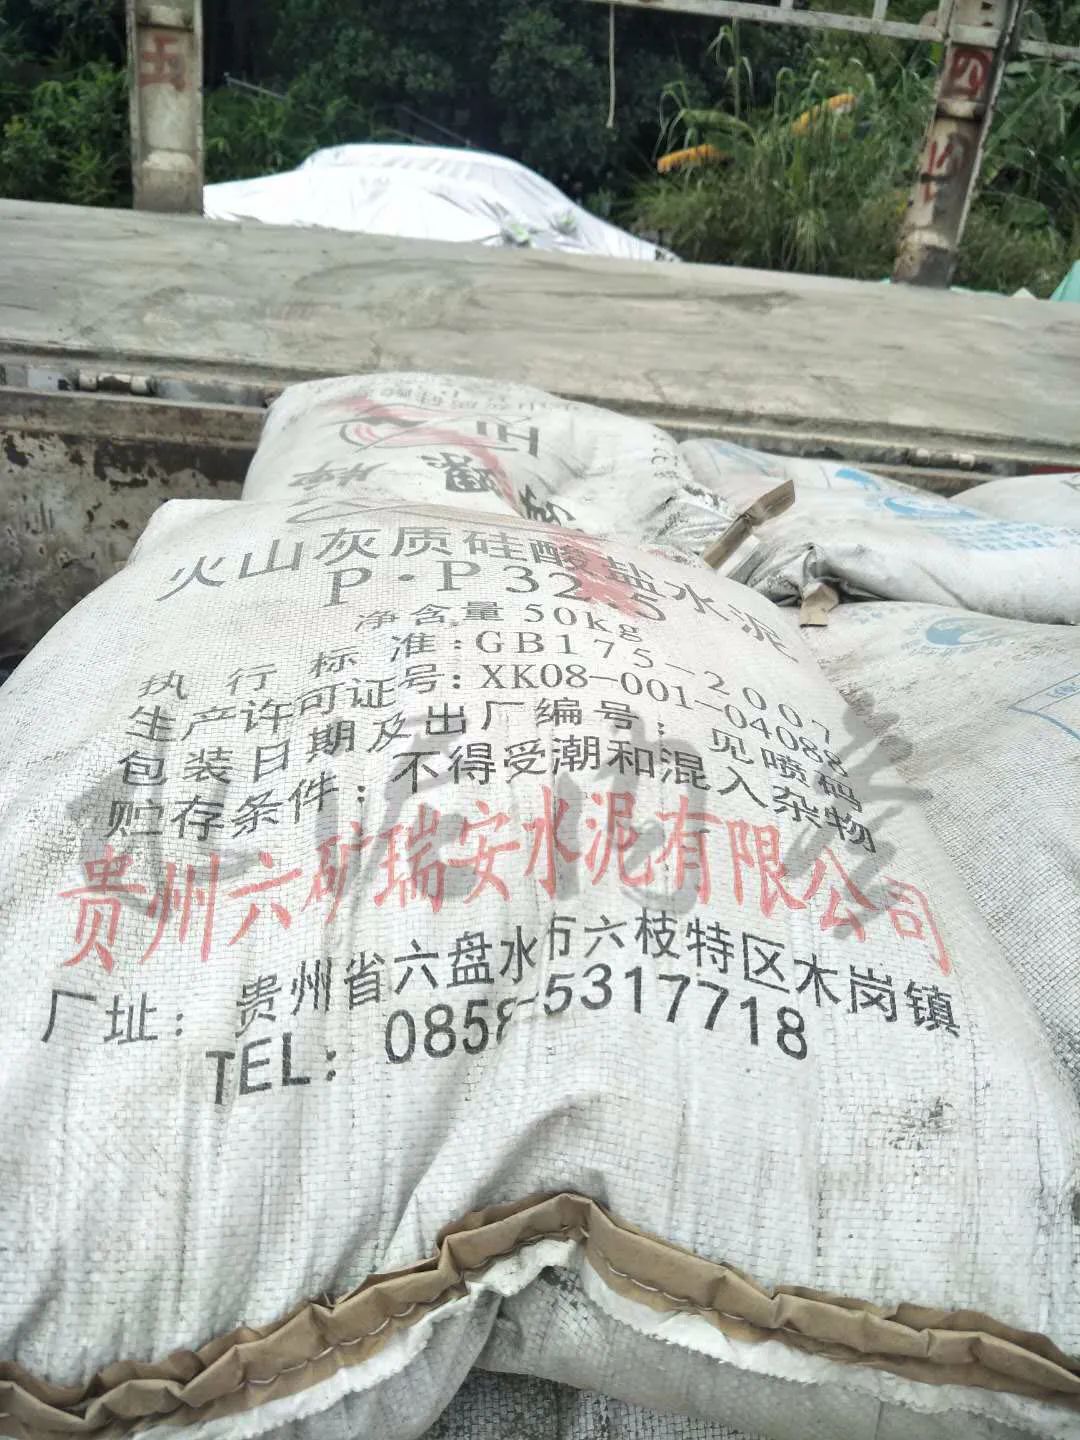 五
四
火山灰质硅酸盐水泥
P·P32.5
净含量50kg
执行标准:GB175-2007
生产许可证号:XK08-001-04088
包装日期及出厂编号:见喷码
贮存条件:不得受潮和混入杂物
贵州六矿瑞安水泥有限公司
厂址:贵州省六盘水市六枝特区木岗镇
TEL:0858-5317718